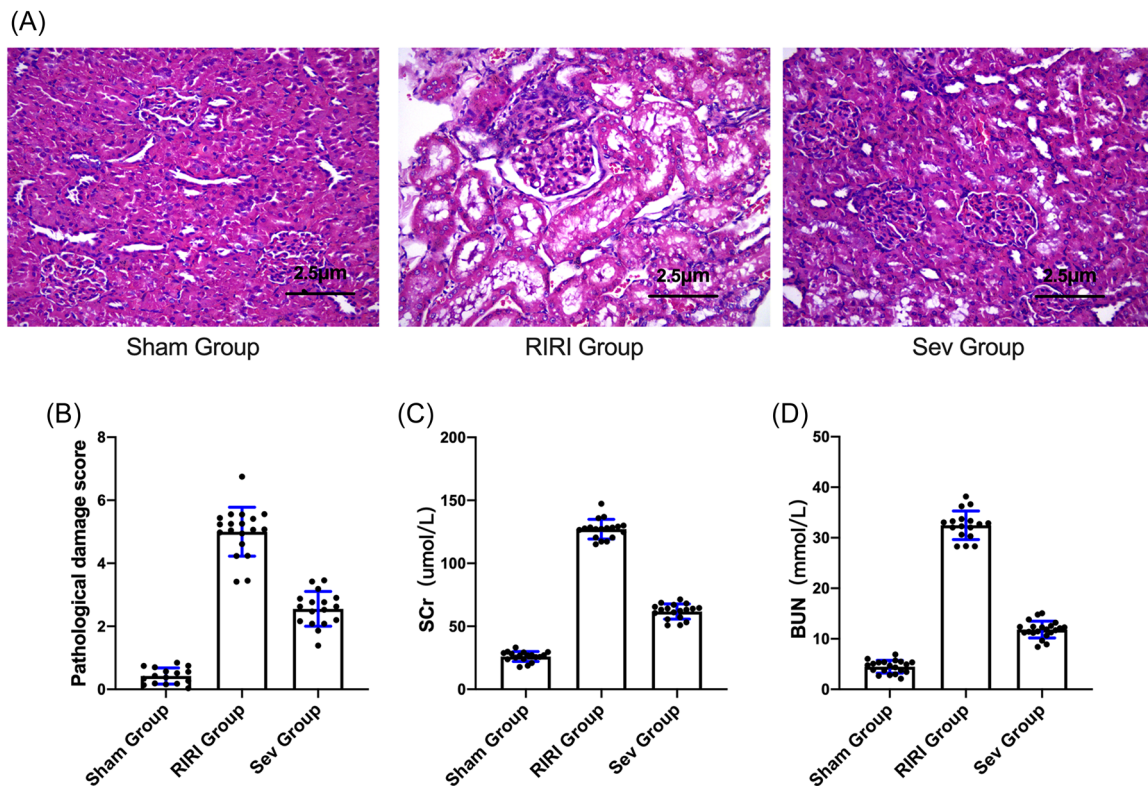 (A)
2.5μm
2.5μm
2.5μm
Sham Group
RIRI Group
Sev Group
(B)
Pathological damage score
8
6
4
2
0
Sham Group
RIRI Group
Sev Group
(C)
SCr (umol/L)
200
150
100
50
0
Sham Group
RIRI Group
Sev Group
(D)
BUN (mmol/L)
50
40
30
20
10
0
Sham Group
RIRI Group
Sev Group